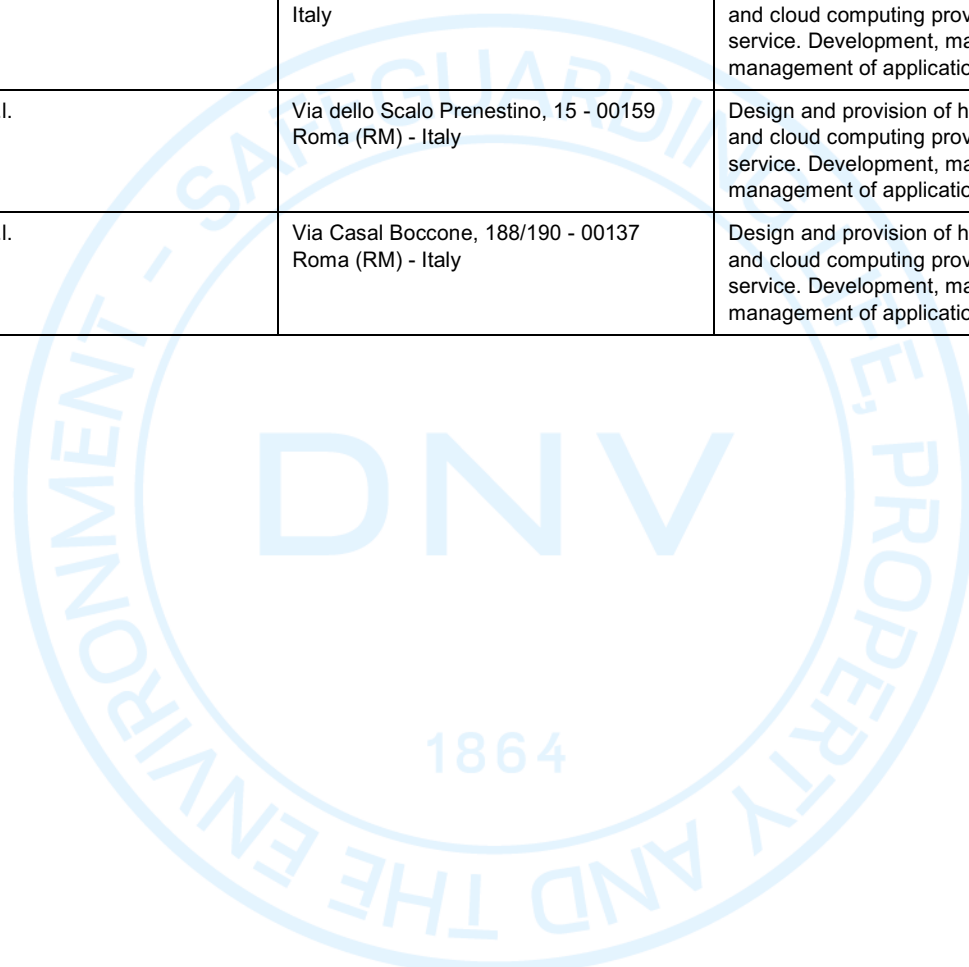 Italy
and cloud computing prov
service. Development, ma
management of applicatio
l.
Via dello Scalo Prenestino, 15 - 00159
Roma (RM) - Italy
Design and provision of h
and cloud computing prov
service. Development, ma
management of applicatio
l.
Via Casal Boccone, 188/190 - 00137
Roma (RM) - Italy
Design and provision of h
and cloud computing prov
service. Development, ma
management of applicatio
SAFEGUARDING LIFE, PROPERTY AND THE ENVIRONMENT -
DNV
1864